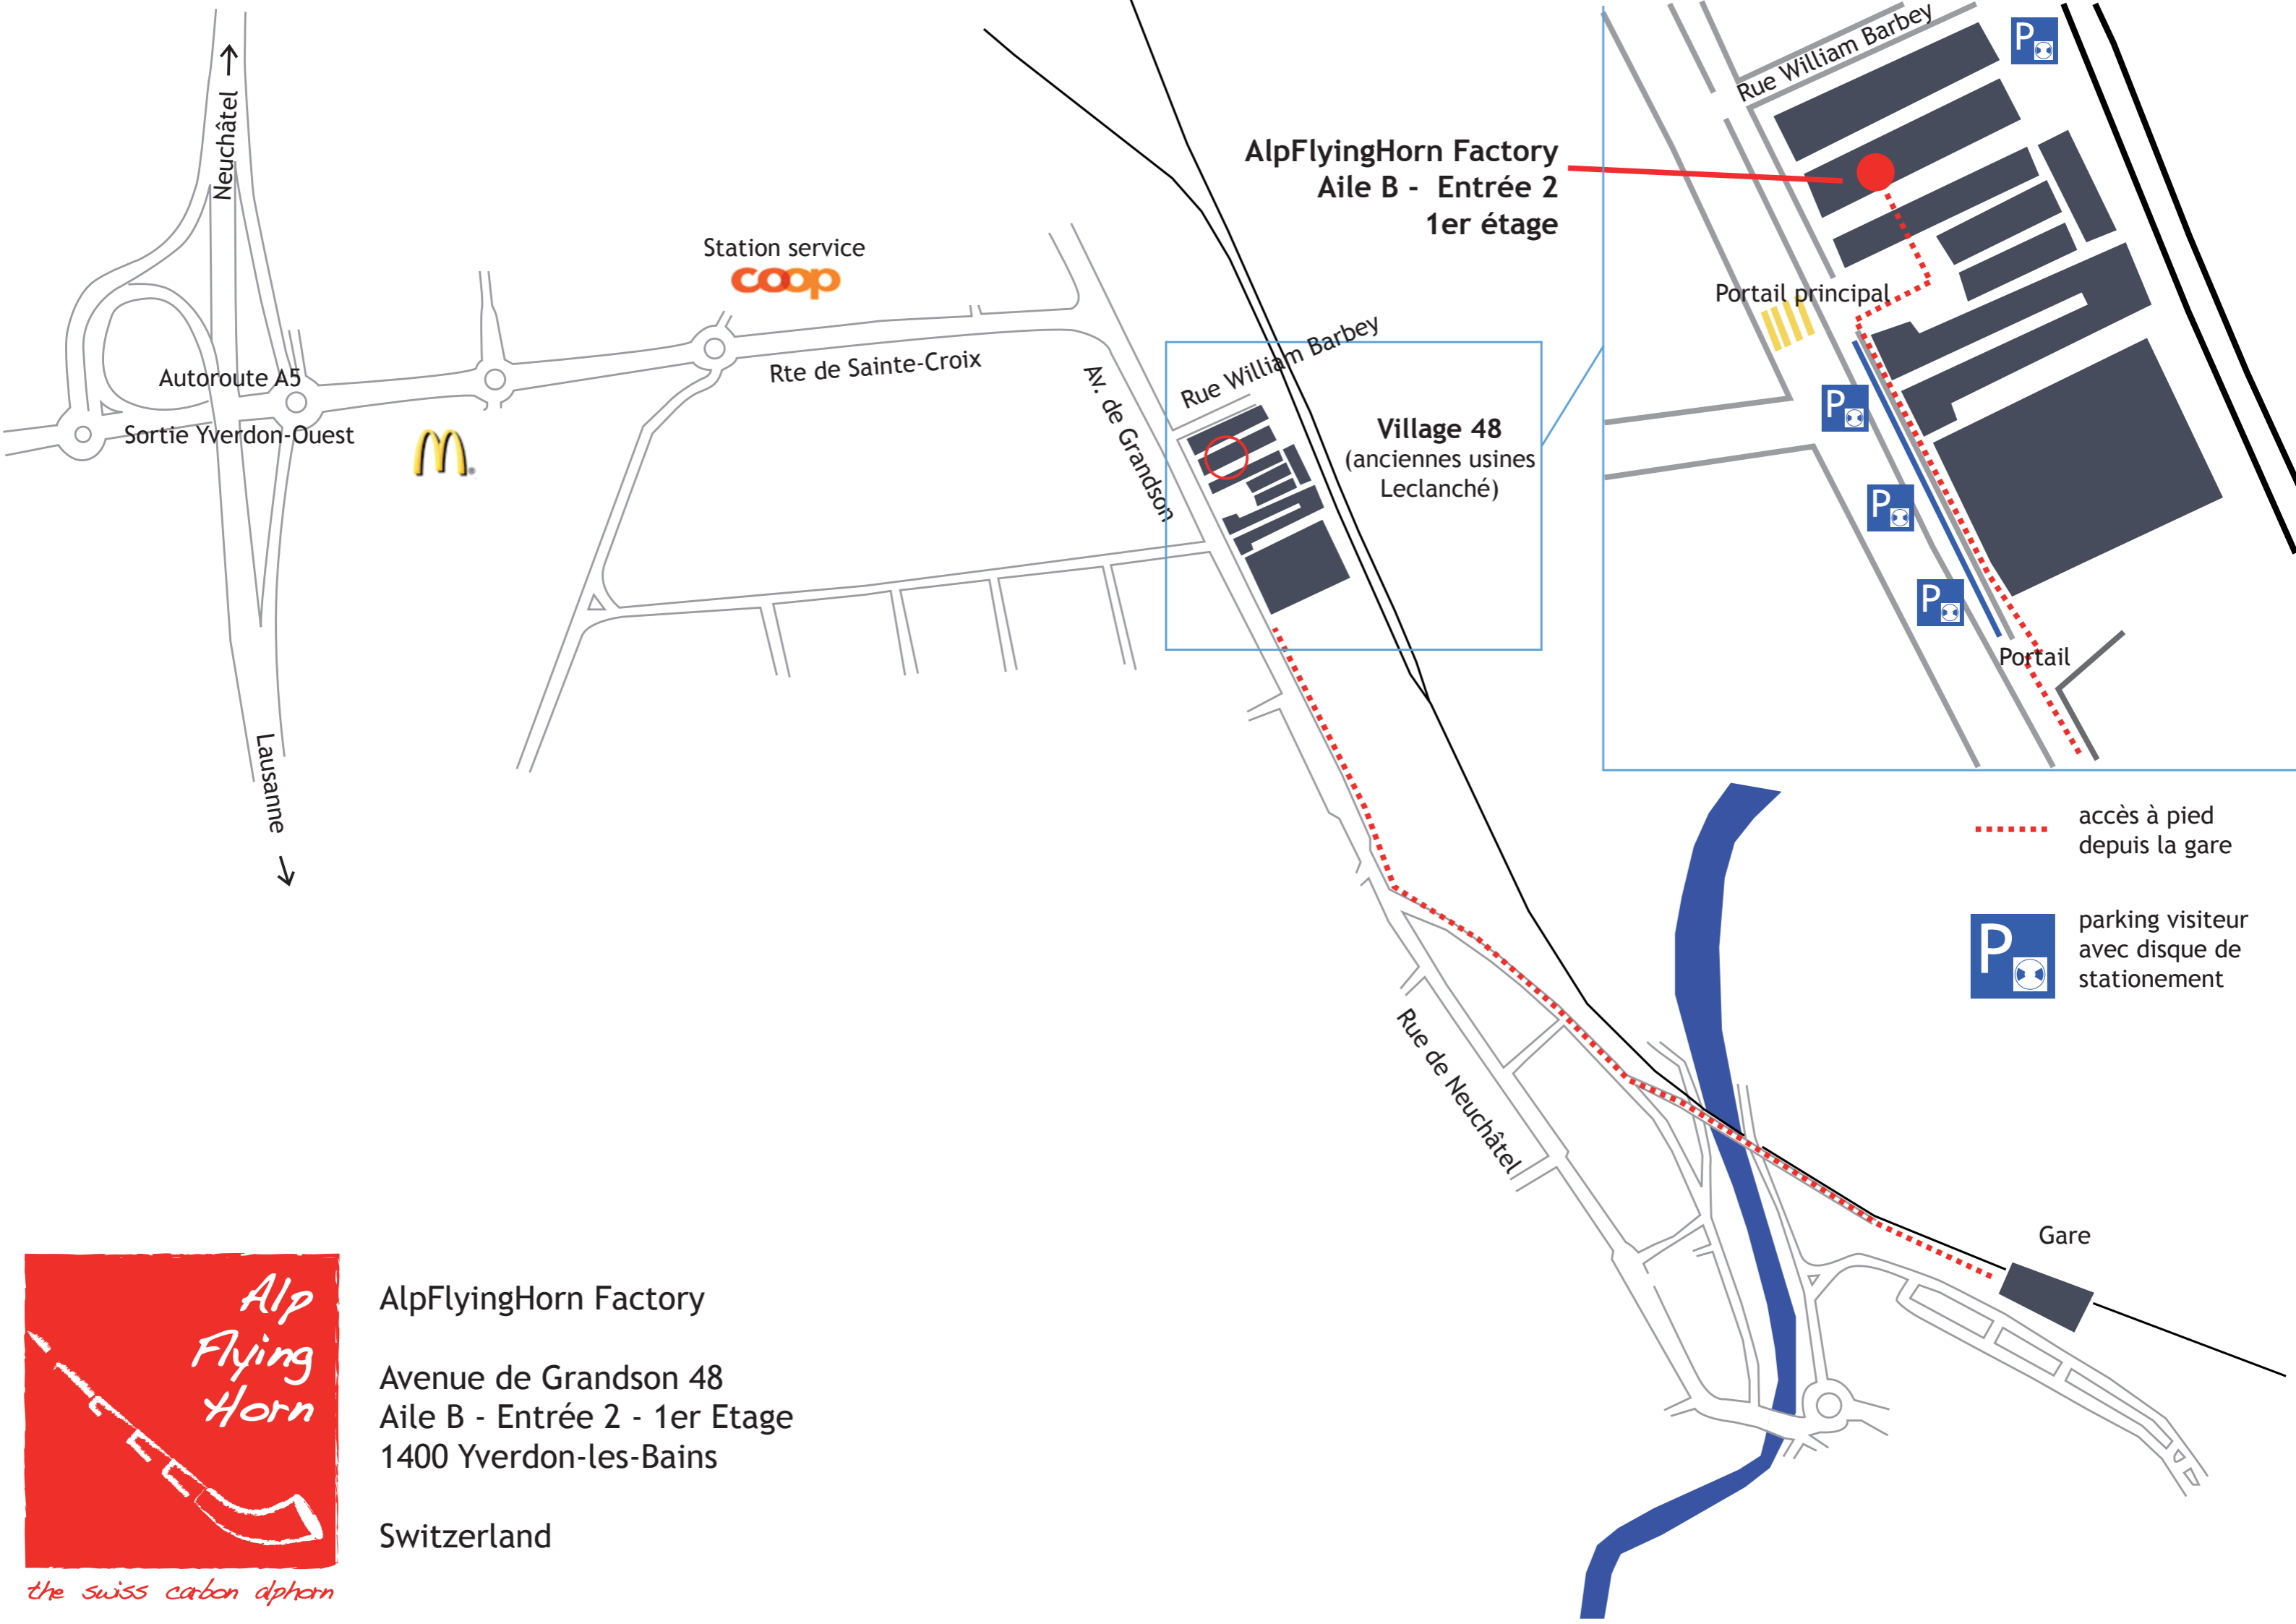 Neuchâtel
Autoroute A5
Sortie Yverdon-Ouest
Lausanne
Station service
coop
Rte de Sainte-Croix
Av. de Grandson
Rue William Barbey
Village 48
(anciennes usines
Leclanché)
AlpFlyingHorn Factory
Aile B - Entrée 2
1er étage
Rue William Barbey
P
Portail principal
P
P
P
Portail
accès à pied
depuis la gare
P
parking visiteur
avec disque de
stationement
Rue de Neuchâtel
Gare
Alp
Flying
Horn
the swiss carbon alphorn
AlpFlyingHorn Factory
Avenue de Grandson 48
Aile B - Entrée 2 - 1er Etage
1400 Yverdon-les-Bains
Switzerland